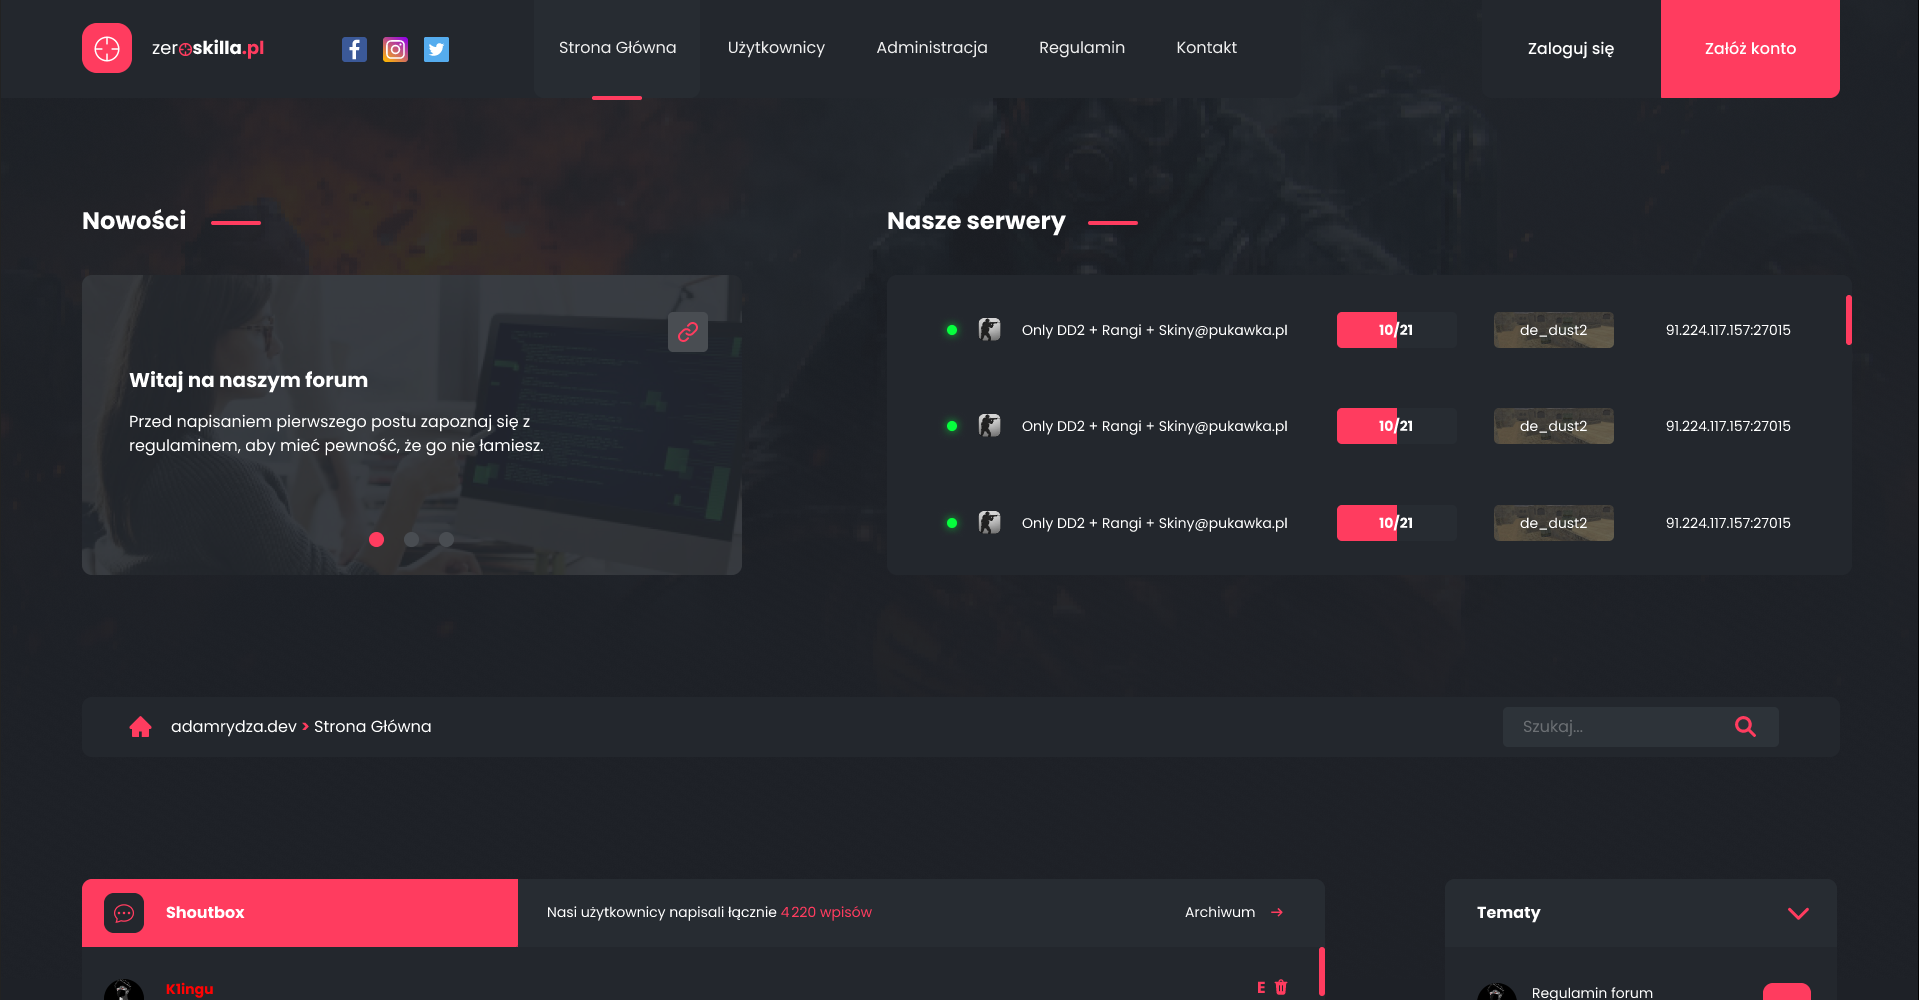 zeroskilla.pl
Strona Główna
Użytkownicy
Administracja
Regulamin
Kontakt
Zaloguj się
Załóż konto
Nowości
Witaj na naszym forum
Przed napisaniem pierwszego postu zapoznaj się z
regulaminem, aby mieć pewność, że go nie łamiesz.
Nasze serwery
Only DD2 + Rangi + Skiny@pukawka.pl 10/21 de_dust2 91.224.117.157:27015
Only DD2 + Rangi + Skiny@pukawka.pl 10/21 de_dust2 91.224.117.157:27015
Only DD2 + Rangi + Skiny@pukawka.pl 10/21 de_dust2 91.224.117.157:27015
adamrydza.dev > Strona Główna
Szukaj...
Shoutbox
Nasi użytkownicy napisali łącznie 4 220 wpisów
Archiwum
K1ingu
E
Tematy
Regulamin forum